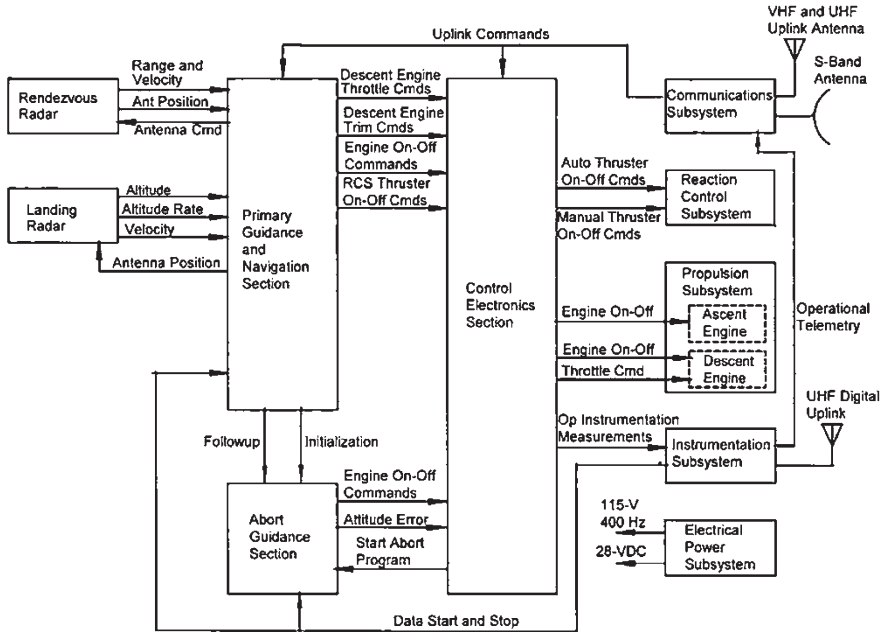 VHF and UHF
Uplink Antenna
Uplink Commands
S-Band
Antenna
Range and
Velocity
Rendezvous
Radar
Ant Position
Antenna Cmd
Descent Engine
Throttle Cmds
Descent Engine
Trim Cmds
Engine On-Off
Commands
RCS Thruster
On-Off Cmds
Communications
Subsystem
Landing
Radar
Altitude
Altitude Rate
Velocity
Antenna Position
Primary
Guidance
and
Navigation
Section
Control
Electronics
Section
Auto Thruster
On-Off Cmds
Manual Thruster
On-Off Cmds
Reaction
Control
Subsystem
Propulsion
Subsystem
Engine On-Off
Ascent
Engine
Engine On-Off
Throttle Cmd
Descent
Engine
Operational
Telemetry
UHF Digital
Uplink
Followup
Initialization
Op Instrumentation
Measurements
Instrumentation
Subsystem
Abort
Guidance
Section
Engine On-Off
Commands
Attitude Error
Start Abort
Program
115-V
400 Hz
28-VDC
Electrical
Power
Subsystem
Data Start and Stop